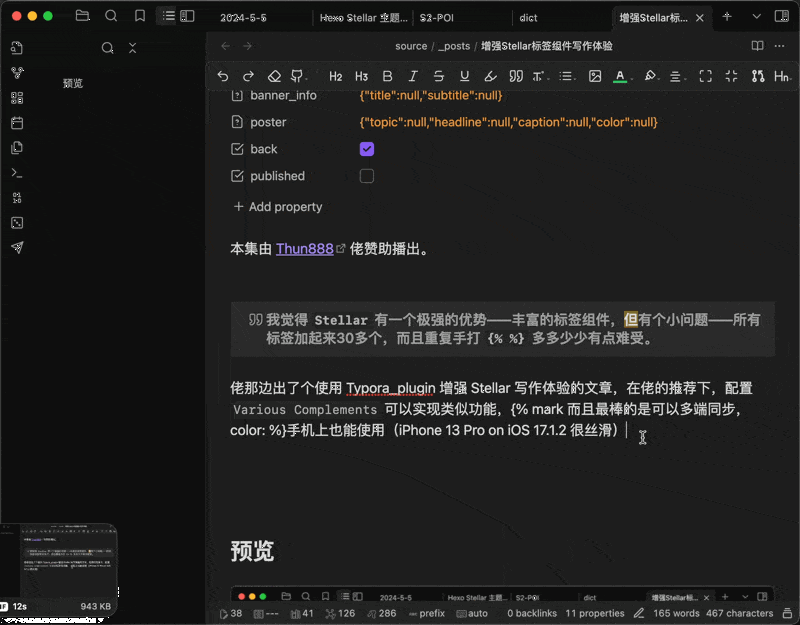 2024-5-5
Hexo Stellar 主题...
S2-POI
dict
增强Stellar标...
source / _posts / 增强Stellar标签组件写作体验
H2 H3 B I S U A Hn
预览
banner_info {"title":null,"subtitle":null}
poster {"topic":null,"headline":null,"caption":null,"color":null}
back
published
+ Add property
本集由 Thun888 佬赞助播出。
我觉得 Stellar 有一个极强的优势——丰富的标签组件，但有个小问题——所有
标签加起来30多个，而且重复手打 {% %} 多多少少有点难受。
佬那边出了个使用 Typora_plugin 增强 Stellar 写作体验的文章，在佬的推荐下，配置
Various Complements 可以实现类似功能，{% mark 而且最棒的是可以多端同步，
color: %}手机上也能使用（iPhone 13 Pro on iOS 17.1.2 很丝滑）
预览
2024-5-5
Hexo Stellar 主题...
S2-POI
dict
增强Stellar标...
12s
943 KB
38 --- 41 126 286 prefix auto 0 backlinks 11 properties 165 words 467 characters